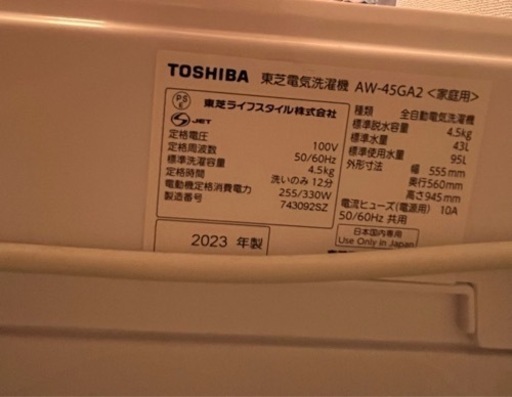 TOSHIBA 東芝電気洗濯機 AW-45GA2 <家庭用>
PS E
東芝ライフスタイル株式会社
S JET
定格電圧 100V
定格周波数 50/60Hz
標準洗濯容量 4.5kg
定格時間 洗いのみ 12分
電動機定格消費電力 255/330W
製造番号 743092SZ
2023 年製
種類 全自動電気洗濯機
標準脱水容量 4.5kg
標準水量 43L
標準使用水量 95L
外形寸法 幅 555mm
奥行560mm
高さ945mm
電流ヒューズ(電源用) 10A
50/60Hz 共用
日本国内専用
Use Only in Japan